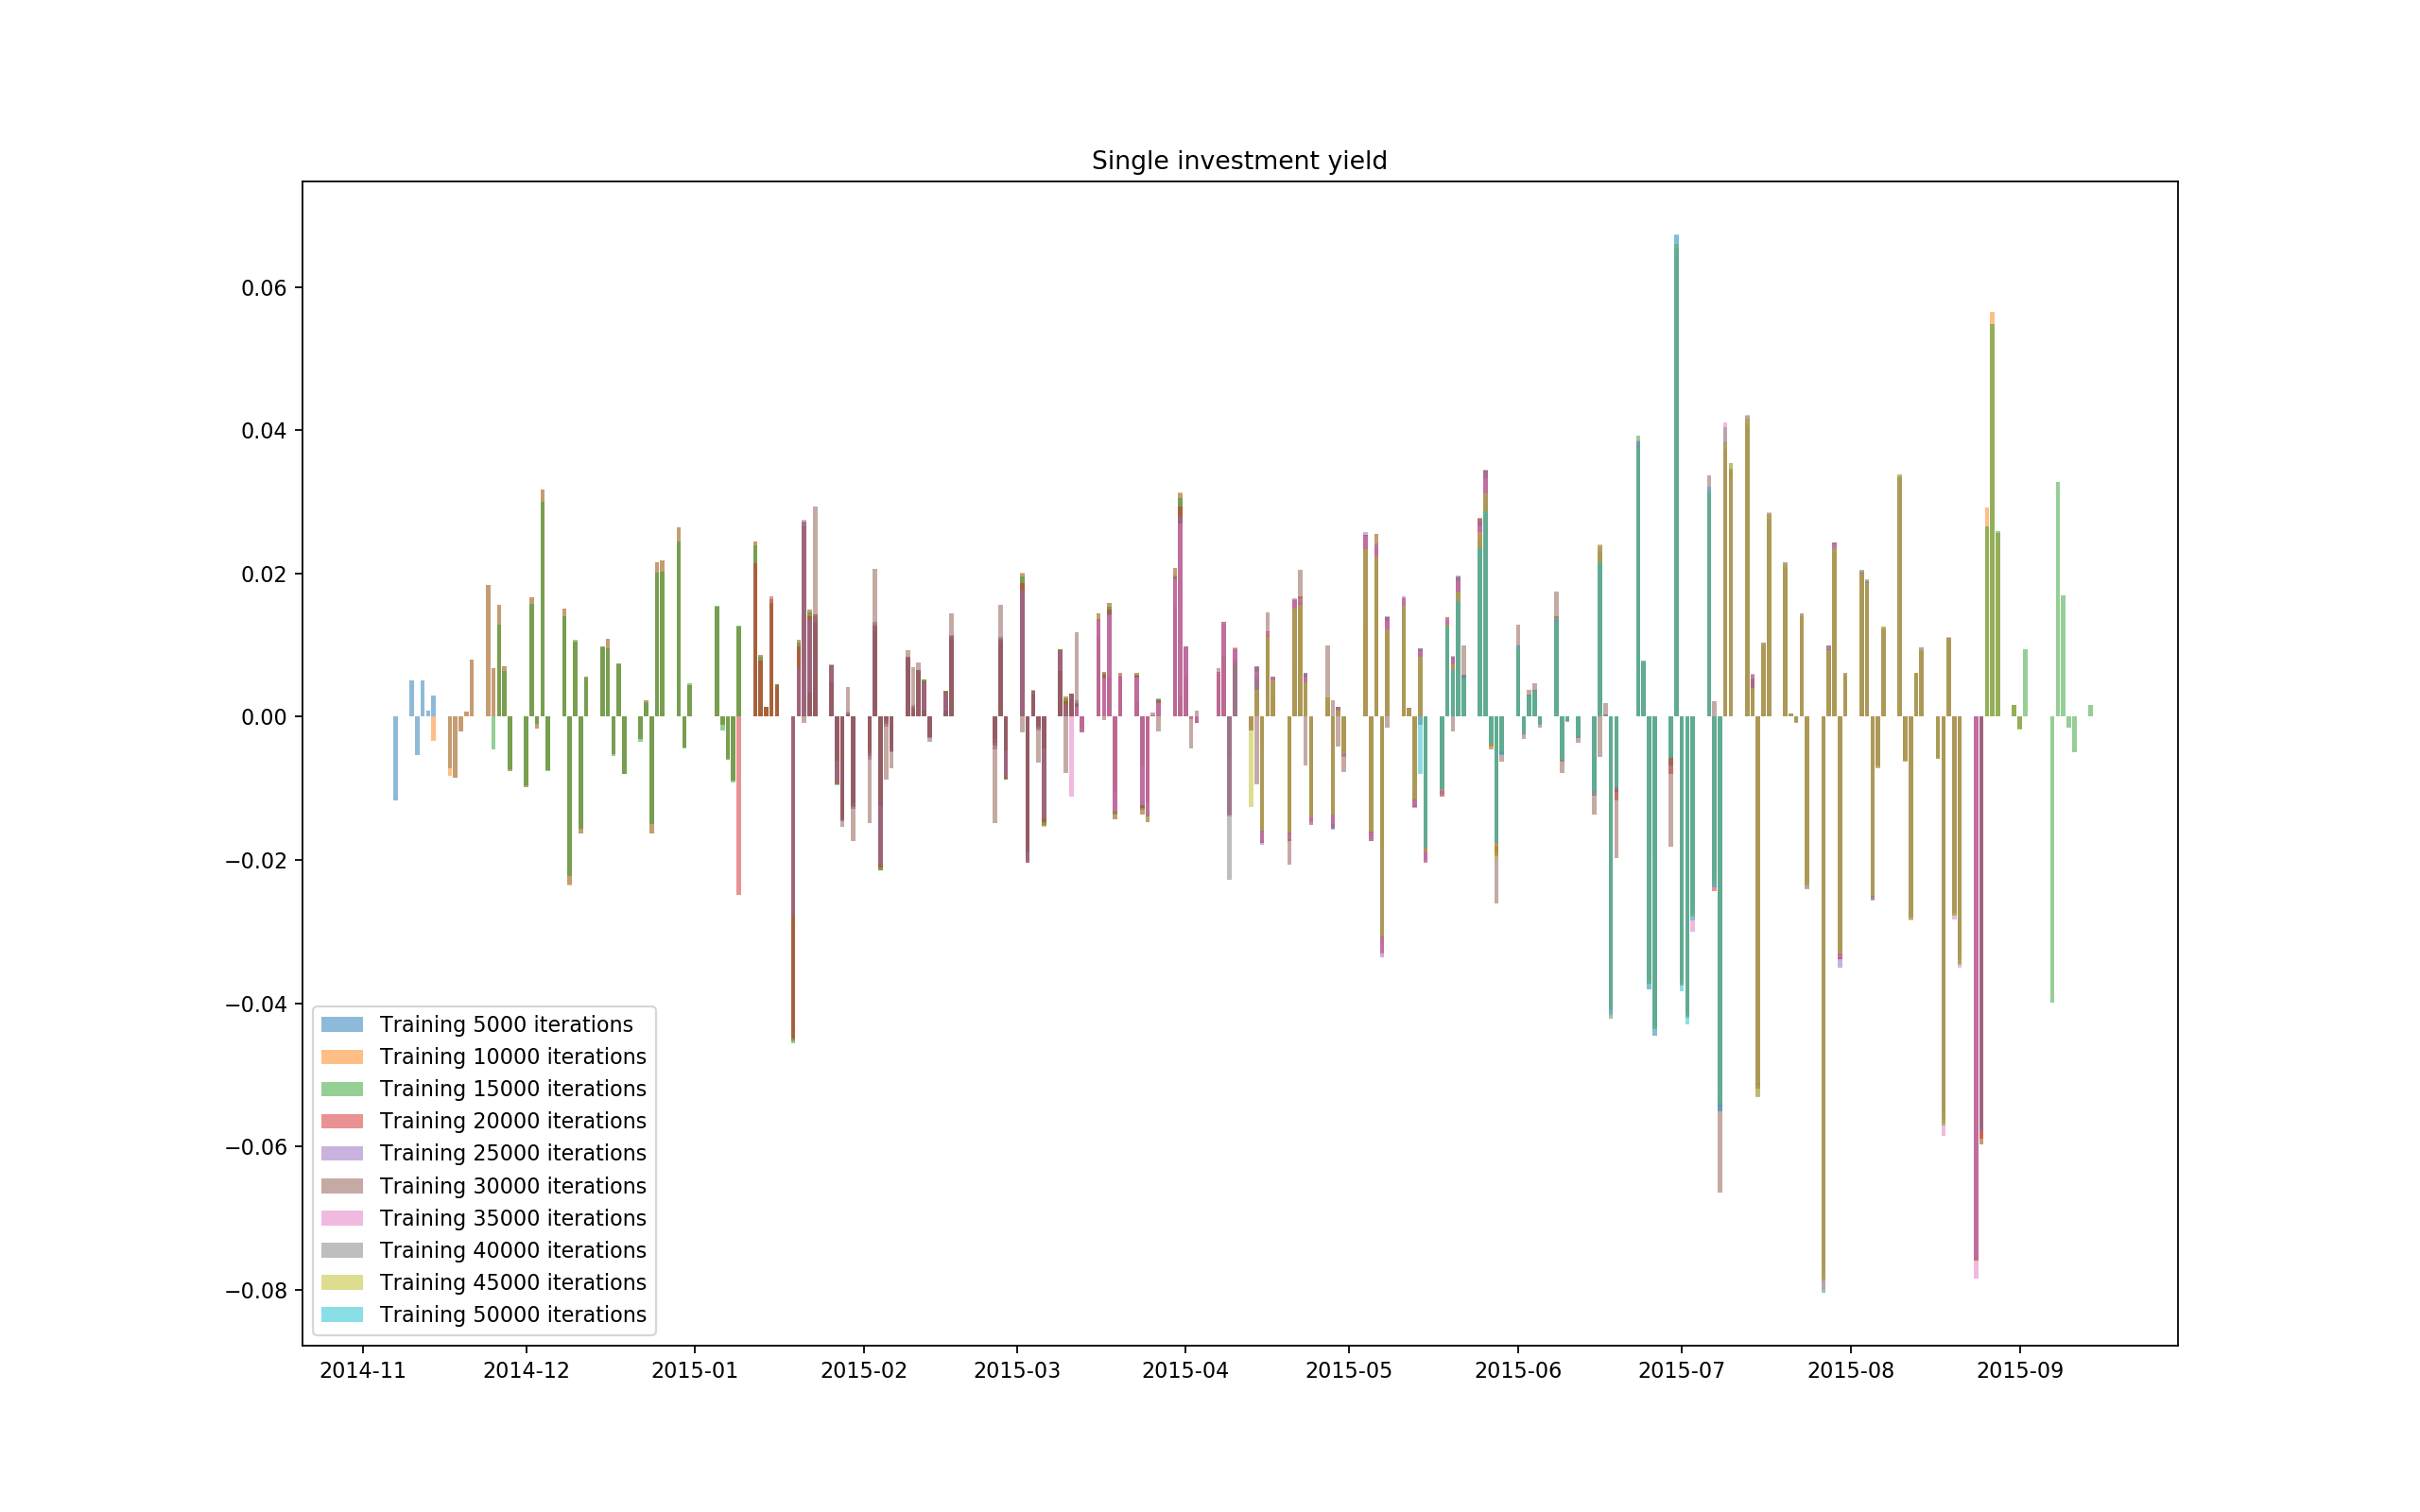 Single investment yield
0.06
0.04
0.02
0.00
−0.02
−0.04
−0.06
−0.08
Training 5000 iterations
Training 10000 iterations
Training 15000 iterations
Training 20000 iterations
Training 25000 iterations
Training 30000 iterations
Training 35000 iterations
Training 40000 iterations
Training 45000 iterations
Training 50000 iterations
2014-11 2014-12 2015-01 2015-02 2015-03 2015-04 2015-05 2015-06 2015-07 2015-08 2015-09